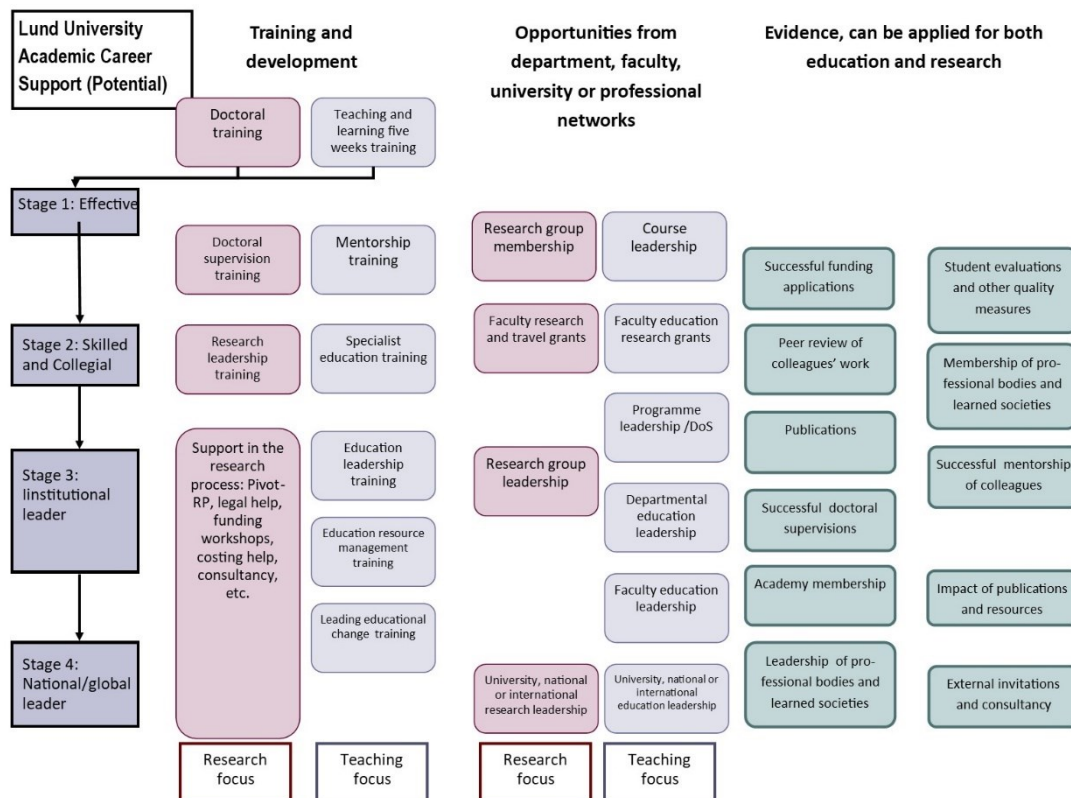 Lund University
Academic Career
Support (Potential)
Training and
development
Opportunities from
department, faculty,
university or professional
networks
Evidence, can be applied for both
education and research
Doctoral
training
Teaching and
learning five
weeks training
Stage 1: Effective
Doctoral
supervision
training
Mentorship
training
Research group
membership
Course
leadership
Successful funding
applications
Student evaluations
and other quality
measures
Stage 2: Skilled
and Collegial
Research
leadership
training
Specialist
education training
Faculty research
and travel grants
Faculty education
research grants
Peer review of
colleagues' work
Membership of pro-
fessional bodies and
learned societies
Stage 3:
Iinstitutional
leader
Support in the
research
process: Pivot-
RP, legal help,
funding
workshops,
costing help,
consultancy,
etc.
Education
leadership
training
Education resource
management
training
Leading educational
change training
Research group
leadership
Programme
leadership /DoS
Departmental
education
leadership
Faculty education
leadership
Publications
Successful mentorship
of colleagues
Successful doctoral
supervisions
Academy membership
Impact of publications
and resources
Stage 4:
National/global
leader
University, national
or international
research leadership
University, national or
international
education leadership
Leadership of pro-
fessional bodies and
learned societies
External invitations
and consultancy
Research
focus
Teaching
focus
Research
focus
Teaching focus